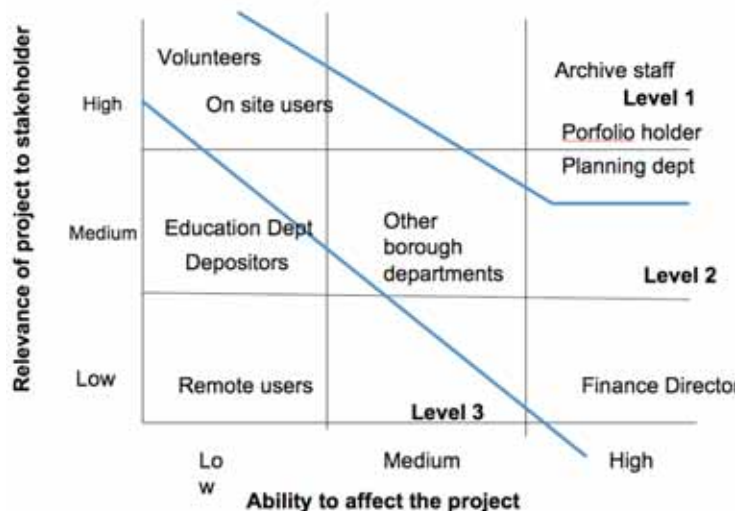 Relevance of project to stakeholder
High
Medium
Low
Volunteers
On site users
Archive staff
Level 1
Porfolio holder
Planning dept
Education Dept
Depositors
Other
borough
departments
Level 2
Remote users
Level 3
Finance Director
Lo
w
Medium
High
Ability to affect the project